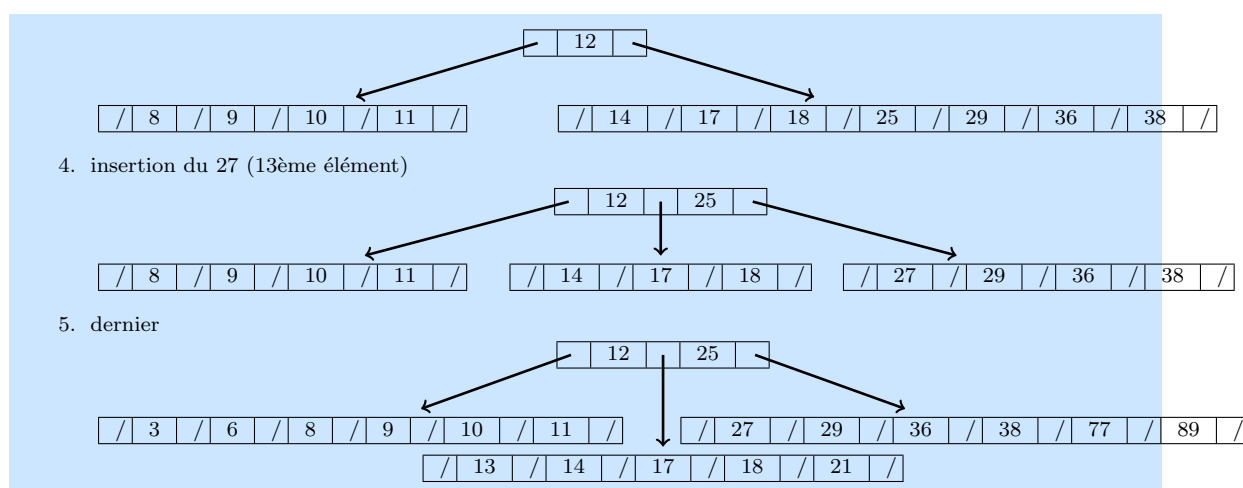 12
/ 8 / 9 / 10 / 11 / / 14 / 17 / 18 / 25 / 29 / 36 / 38 /
4. insertion du 27 (13ème élément)
12 25
/ 8 / 9 / 10 / 11 / / 14 / 17 / 18 / / 27 / 29 / 36 / 38 /
5. dernier
12 25
/ 3 / 6 / 8 / 9 / 10 / 11 / / 27 / 29 / 36 / 38 / 77 / 89 /
/ 13 / 14 / 17 / 18 / 21 /